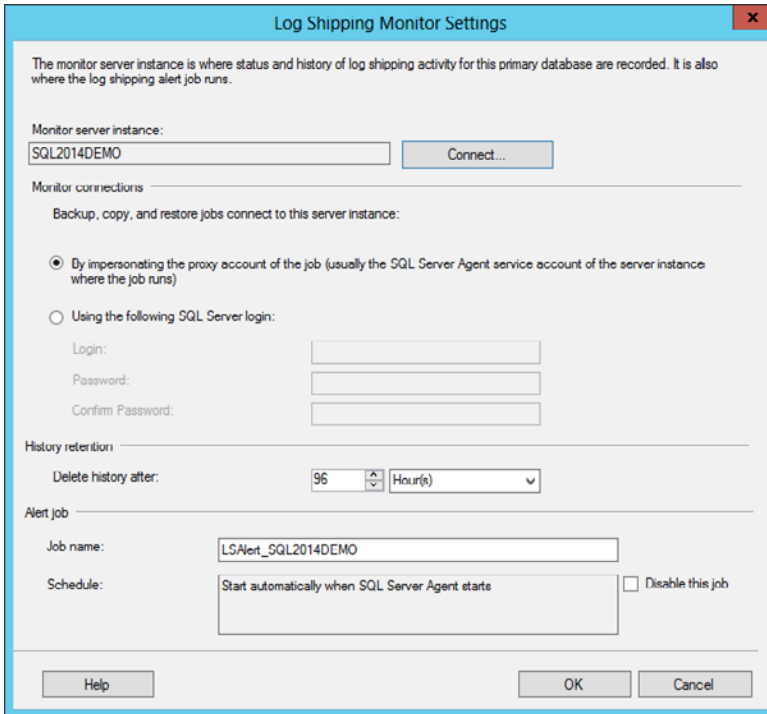 Log Shipping Monitor Settings
x
The monitor server instance is where status and history of log shipping activity for this primary database are recorded. It is also
where the log shipping alert job runs.
Monitor server instance:
SQL2014DEMO
Connect...
Monitor connections
Backup, copy, and restore jobs connect to this server instance:
By impersonating the proxy account of the job (usually the SQL Server Agent service account of the server instance
where the job runs)
Using the following SQL Server login:
Login:
Password:
Confirm Password:
History retention
Delete history after:
96
Hour(s)
Alert job
Job name:
LSAlert_SQL2014DEMO
Schedule:
Start automatically when SQL Server Agent starts
Disable this job
Help
OK
Cancel